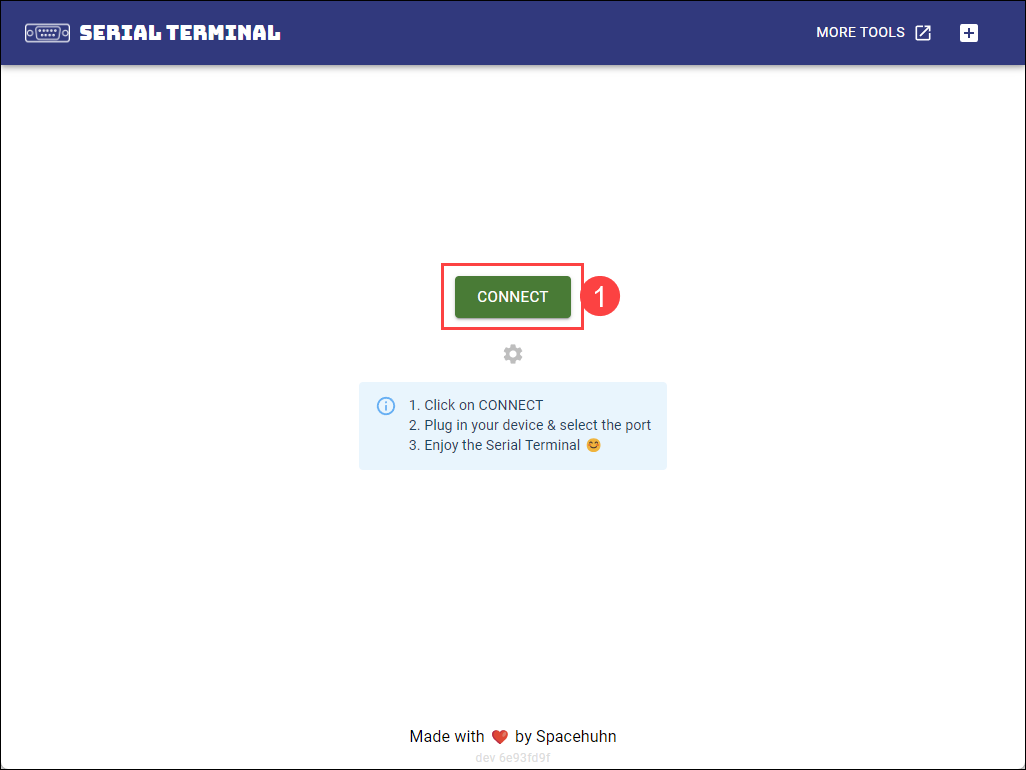 SERIAL TERMINAL
MORE TOOLS
CONNECT
1
1. Click on CONNECT
2. Plug in your device & select the port
3. Enjoy the Serial Terminal 😊
Made with ❤️ by Spacehuhn
dev 6e93fd9f